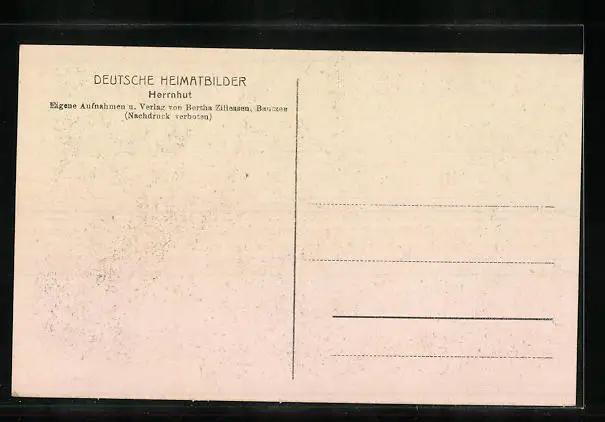 DEUTSCHE HEIMATBILDER
Herrnhut
Eigene Aufnahmen u. Verlag von Bertha Zillessen, Bautzen
(Nachdruck verboten)